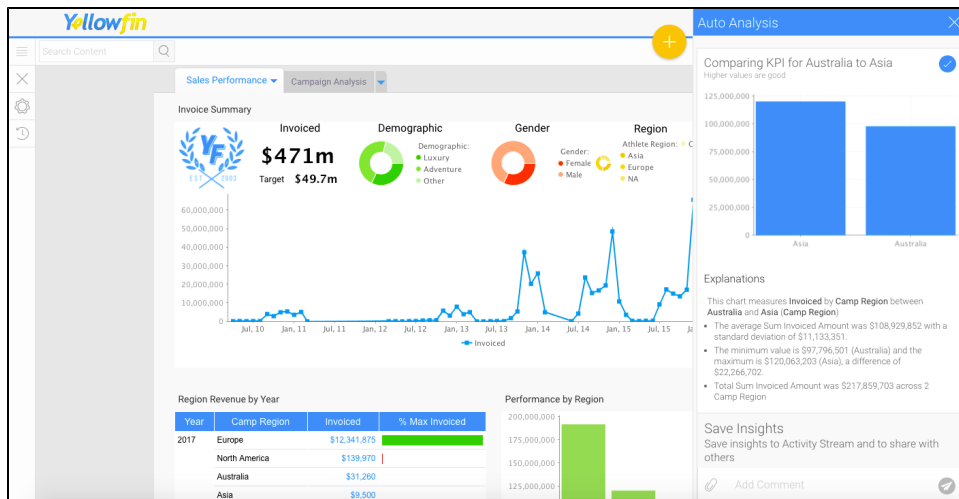 Yellowfin
Auto Analysis
Search Content
+
Sales Performance
Campaign Analysis
Invoice Summary
YF
EST 2003
Invoiced
$471m
Target $49.7m
Demographic
Demographic:
Luxury
Adventure
Other
Gender
Gender:
Female
Male
Region
Athlete Region:
Asia
Europe
NA
60,000,000
50,000,000
40,000,000
30,000,000
20,000,000
10,000,000
0
Jul, 10
Jan, 11
Jul, 11
Jan, 12
Jul, 12
Jan, 13
Jul, 13
Jan, 14
Jul, 14
Jan, 15
Jul, 15
Invoiced
Region Revenue by Year
Year Camp Region Invoiced % Max Invoiced
2017 Europe $12,341,875
North America $139,970
Australia $31,260
Asia $9,500
Performance by Region
200,000,000
175,000,000
150,000,000
125,000,000
Comparing KPI for Australia to Asia
Higher values are good
125,000,000
100,000,000
75,000,000
50,000,000
25,000,000
0
Asia
Australia
Explanations
This chart measures Invoiced by Camp Region between
Australia and Asia (Camp Region)
The average Sum Invoiced Amount was $108,929,852 with a
standard deviation of $11,133,351.
The minimum value is $97,796,501 (Australia) and the
maximum is $120,063,203 (Asia), a difference of
$22,266,702.
Total Sum Invoiced Amount was $217,859,703 across 2
Camp Region
Save Insights
Save insights to Activity Stream and to share with
others
Add Comment